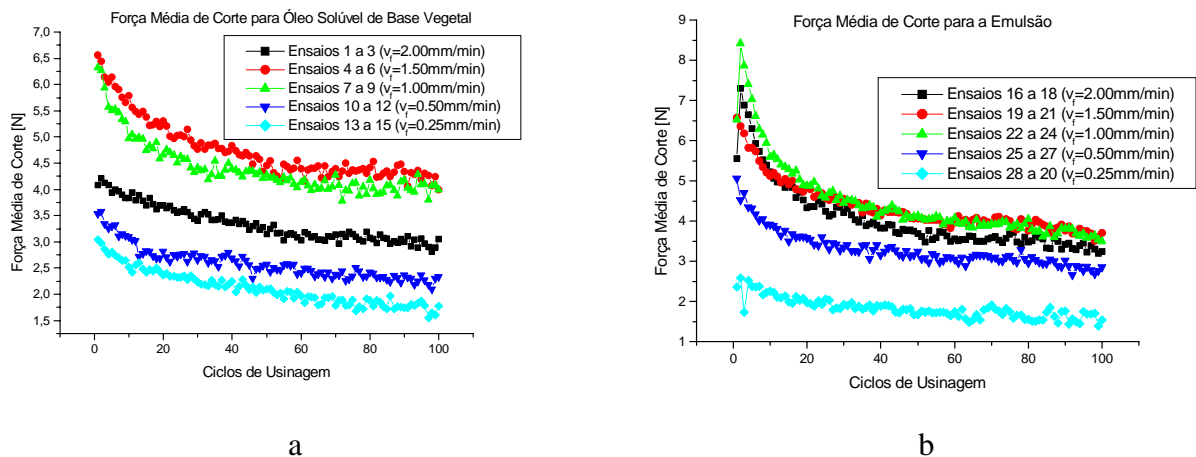 Força Média de Corte para Óleo Solúvel de Base Vegetal
7,0
6,5
6,0
5,5
5,0
4,5
4,0
3,5
3,0
2,5
2,0
1,5
Força Média de Corte [N]
Ensaios 1 a 3 (vf=2.00mm/min)
Ensaios 4 a 6 (vf=1.50mm/min)
Ensaios 7 a 9 (vf=1.00mm/min)
Ensaios 10 a 12 (vf=0.50mm/min)
Ensaios 13 a 15 (vf=0.25mm/min)
0 20 40 60 80 100
Ciclos de Usinagem
a
Força Média de Corte para a Emulsão
9
8
7
6
5
4
3
2
1
Força Média de Corte [N]
Ensaios 16 a 18 (vf=2.00mm/min)
Ensaios 19 a 21 (vf=1.50mm/min)
Ensaios 22 a 24 (vf=1.00mm/min)
Ensaios 25 a 27 (vf=0.50mm/min)
Ensaios 28 a 20 (vf=0.25mm/min)
0 20 40 60 80 100
Ciclos de Usinagem
b